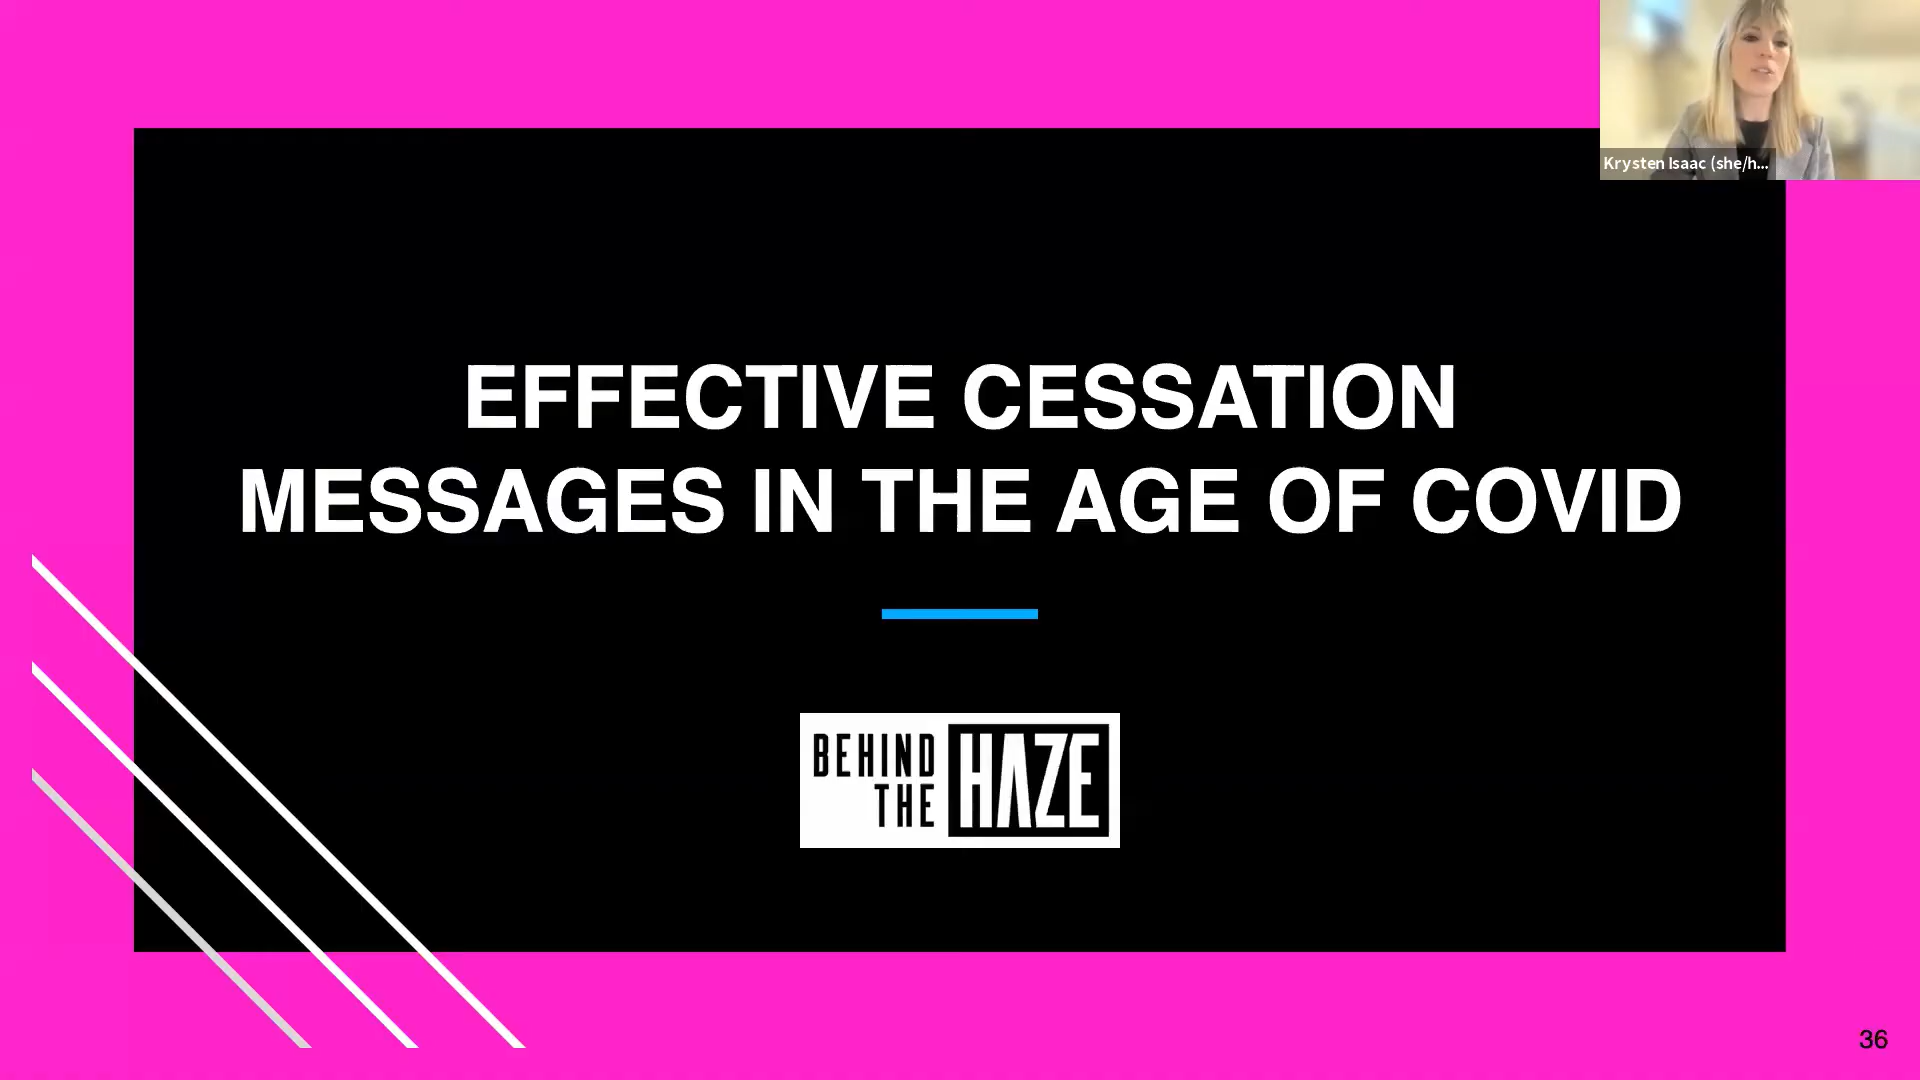 Krysten Isaac (she/h...
EFFECTIVE CESSATION
MESSAGES IN THE AGE OF COVID
BEHIND
THE
HAZE
36